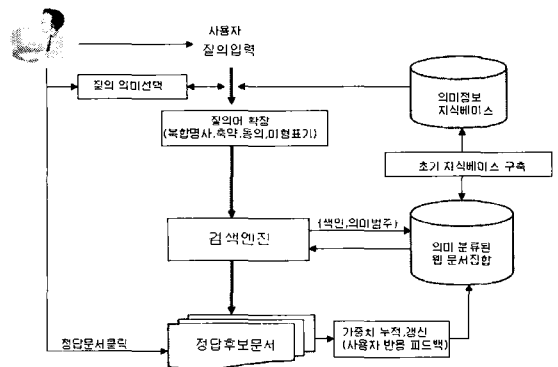 사용자
질의입력
질의 의미선택
의미정보
지식베이스
질의어 확장
(복합명사,축약,동의,이형표기)
초기 지식베이스 구축
검색엔진
(색인,의미범주)
의미 분류된
웹 문서집합
정답문서클릭
정답후보문서
가중치 누적,갱신
(사용자 반응 피드백)